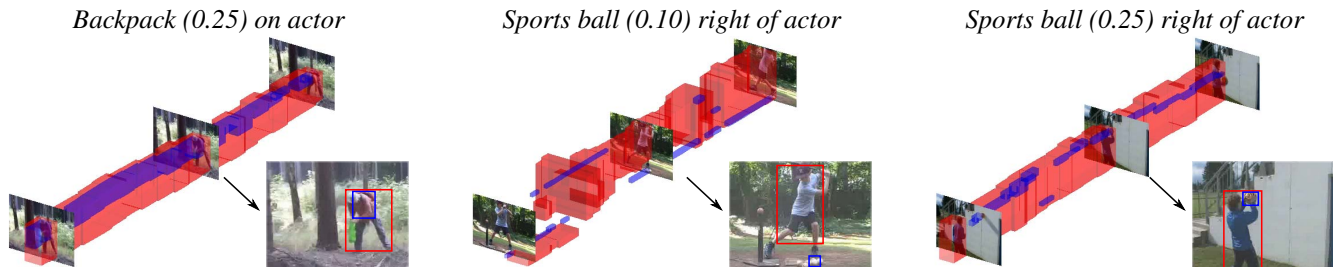 Backpack (0.25) on actor
Sports ball (0.10) right of actor
Sports ball (0.25) right of actor